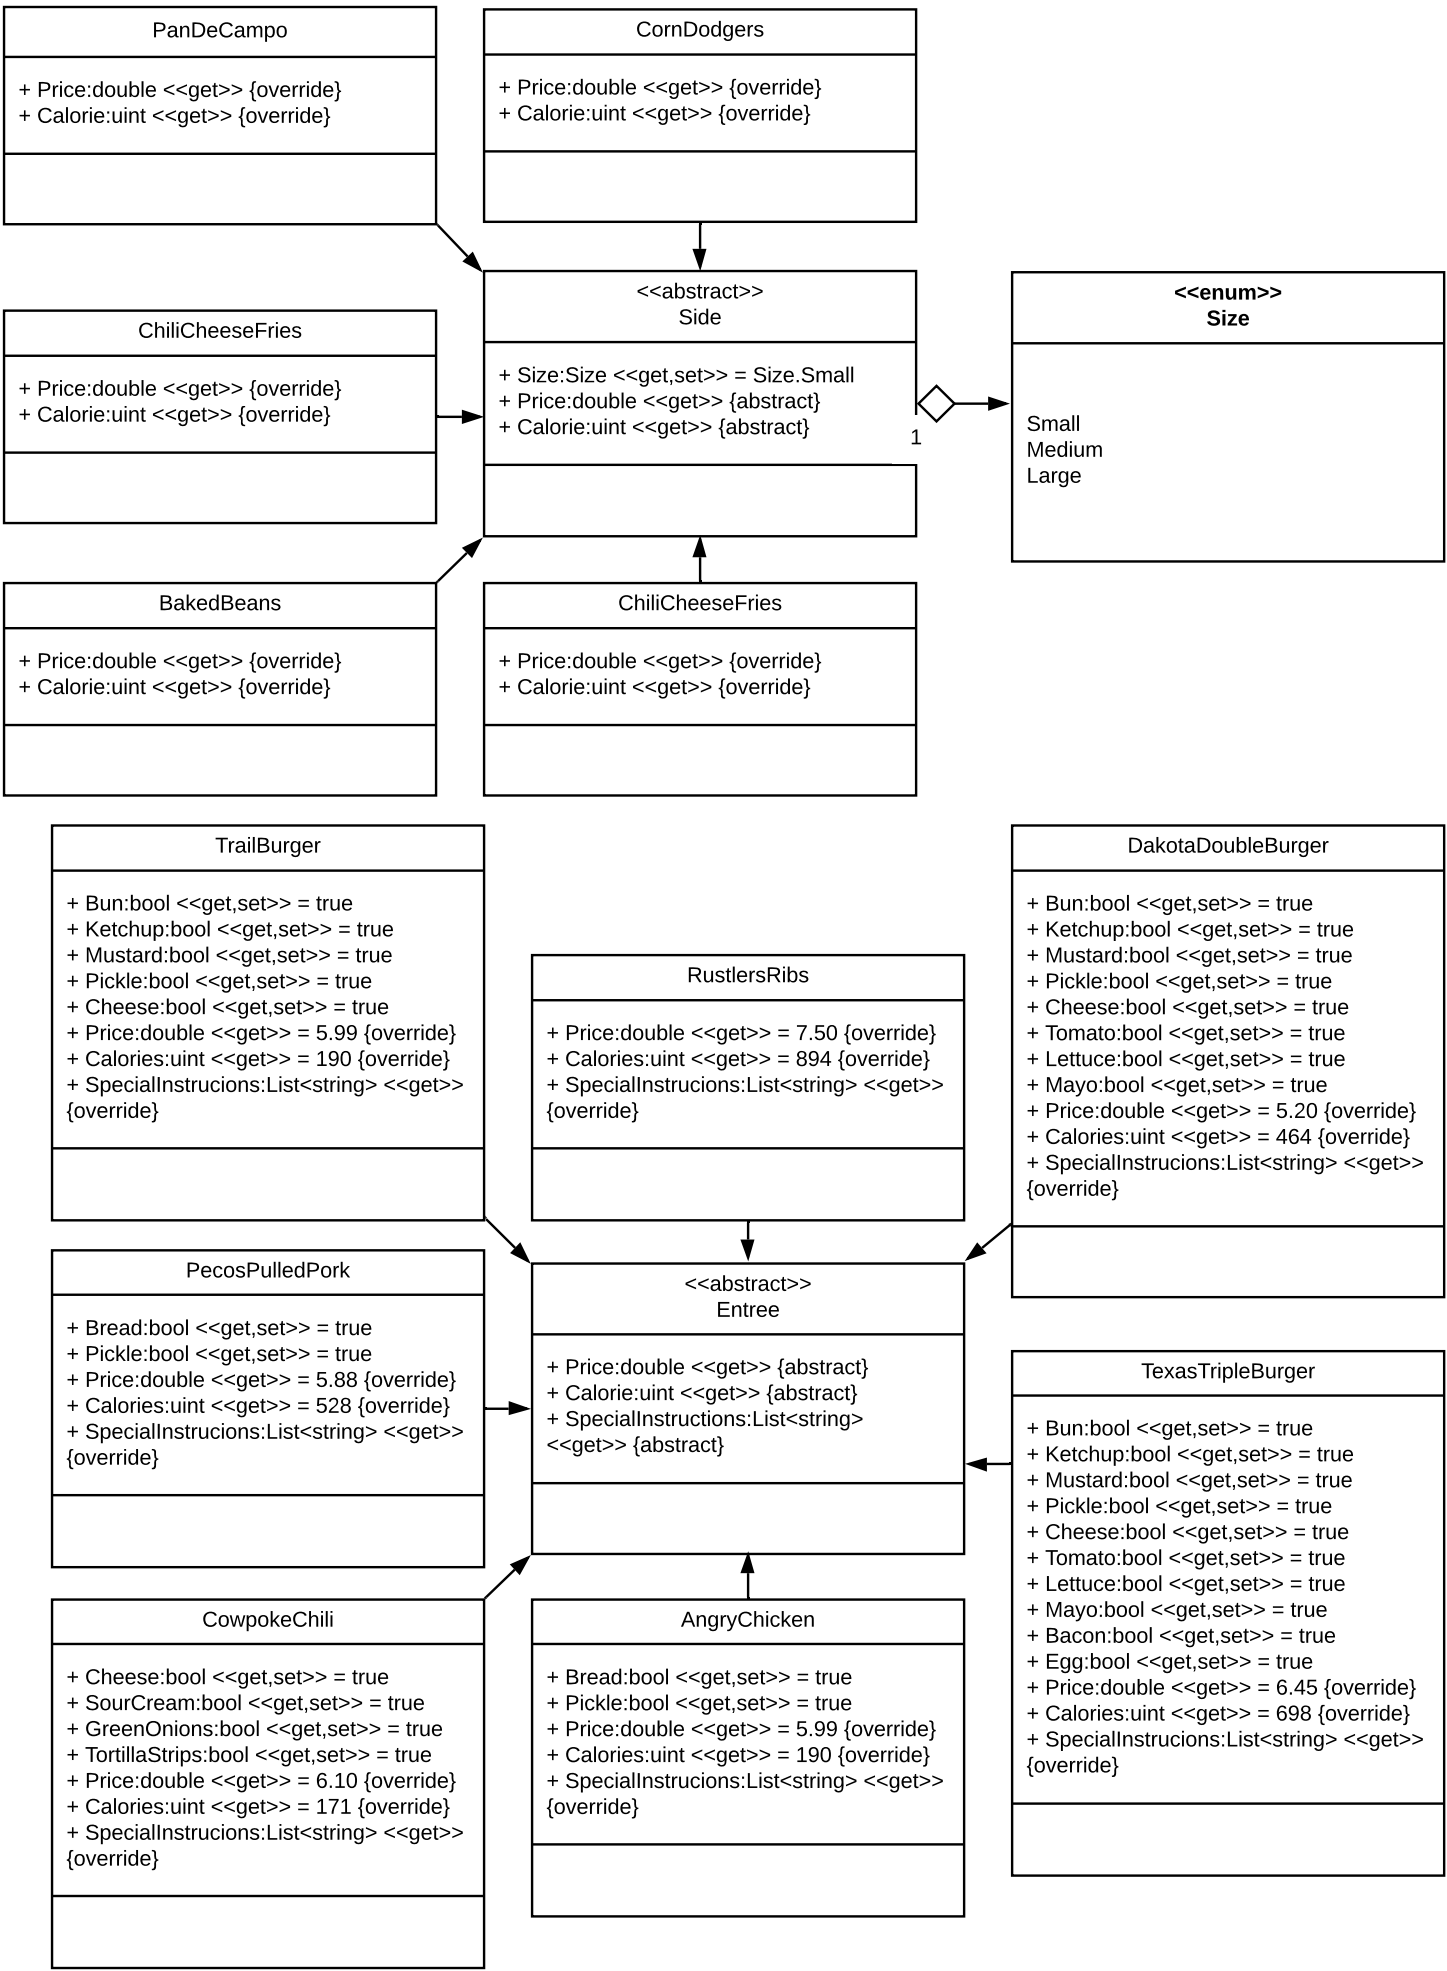 PanDeCampo
+ Price:double <<get>> {override}
+ Calorie:uint <<get>> {override}
CornDodgers
+ Price:double <<get>> {override}
+ Calorie:uint <<get>> {override}
ChiliCheeseFries
+ Price:double <<get>> {override}
+ Calorie:uint <<get>> {override}
<<abstract>>
Side
+ Size:Size <<get,set>> = Size.Small
+ Price:double <<get>> {abstract}
+ Calorie:uint <<get>> {abstract}
1
<<enum>>
Size
Small
Medium
Large
BakedBeans
+ Price:double <<get>> {override}
+ Calorie:uint <<get>> {override}
ChiliCheeseFries
+ Price:double <<get>> {override}
+ Calorie:uint <<get>> {override}
TrailBurger
+ Bun:bool <<get,set>> = true
+ Ketchup:bool <<get,set>> = true
+ Mustard:bool <<get,set>> = true
+ Pickle:bool <<get,set>> = true
+ Cheese:bool <<get,set>> = true
+ Price:double <<get>> = 5.99 {override}
+ Calories:uint <<get>> = 190 {override}
+ SpecialInstrucions:List<string> <<get>>
{override}
RustlersRibs
+ Price:double <<get>> = 7.50 {override}
+ Calories:uint <<get>> = 894 {override}
+ SpecialInstrucions:List<string> <<get>>
{override}
DakotaDoubleBurger
+ Bun:bool <<get,set>> = true
+ Ketchup:bool <<get,set>> = true
+ Mustard:bool <<get,set>> = true
+ Pickle:bool <<get,set>> = true
+ Cheese:bool <<get,set>> = true
+ Tomato:bool <<get,set>> = true
+ Lettuce:bool <<get,set>> = true
+ Mayo:bool <<get,set>> = true
+ Price:double <<get>> = 5.20 {override}
+ Calories:uint <<get>> = 464 {override}
+ SpecialInstrucions:List<string> <<get>>
{override}
PecosPulledPork
+ Bread:bool <<get,set>> = true
+ Pickle:bool <<get,set>> = true
+ Price:double <<get>> = 5.88 {override}
+ Calories:uint <<get>> = 528 {override}
+ SpecialInstrucions:List<string> <<get>>
{override}
<<abstract>>
Entree
+ Price:double <<get>> {abstract}
+ Calorie:uint <<get>> {abstract}
+ SpecialInstructions:List<string>
<<get>> {abstract}
TexasTripleBurger
+ Bun:bool <<get,set>> = true
+ Ketchup:bool <<get,set>> = true
+ Mustard:bool <<get,set>> = true
+ Pickle:bool <<get,set>> = true
+ Cheese:bool <<get,set>> = true
+ Tomato:bool <<get,set>> = true
+ Lettuce:bool <<get,set>> = true
+ Mayo:bool <<get,set>> = true
+ Bacon:bool <<get,set>> = true
+ Egg:bool <<get,set>> = true
+ Price:double <<get>> = 6.45 {override}
+ Calories:uint <<get>> = 698 {override}
+ SpecialInstrucions:List<string> <<get>>
{override}
CowpokeChili
+ Cheese:bool <<get,set>> = true
+ SourCream:bool <<get,set>> = true
+ GreenOnions:bool <<get,set>> = true
+ TortillaStrips:bool <<get,set>> = true
+ Price:double <<get>> = 6.10 {override}
+ Calories:uint <<get>> = 171 {override}
+ SpecialInstrucions:List<string> <<get>>
{override}
AngryChicken
+ Bread:bool <<get,set>> = true
+ Pickle:bool <<get,set>> = true
+ Price:double <<get>> = 5.99 {override}
+ Calories:uint <<get>> = 190 {override}
+ SpecialInstrucions:List<string> <<get>>
{override}